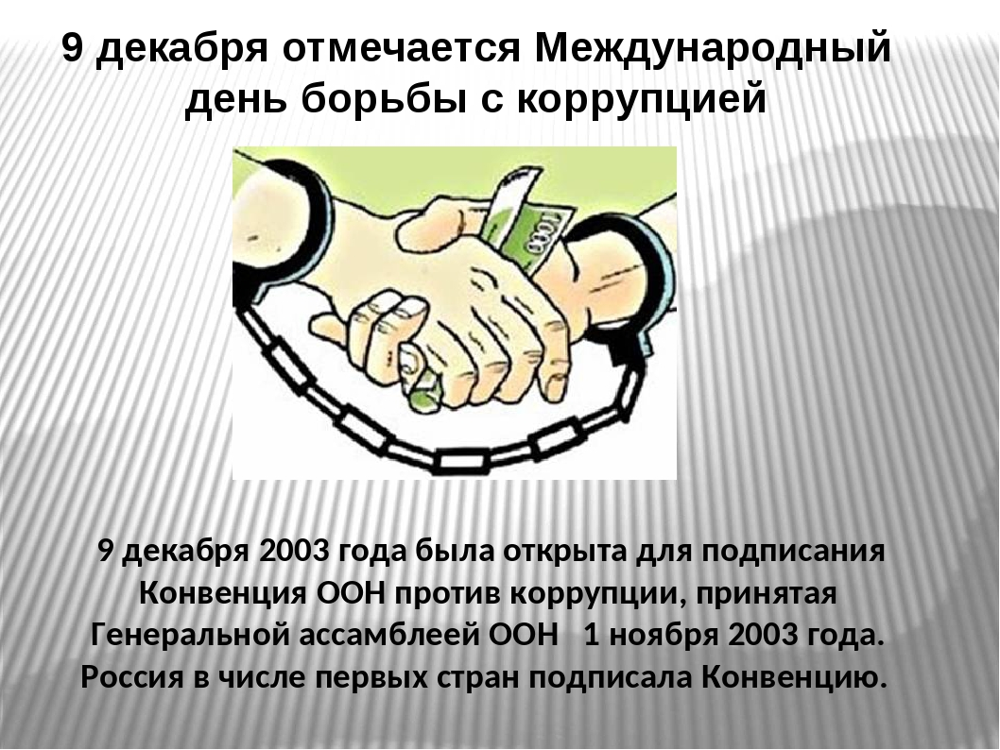 9 декабря отмечается Международный
день борьбы с коррупцией
1000
9 декабря 2003 года была открыта для подписания
Конвенция ООН против коррупции, принятая
Генеральной ассамблеей ООН 1 ноября 2003 года.
Россия в числе первых стран подписала Конвенцию.